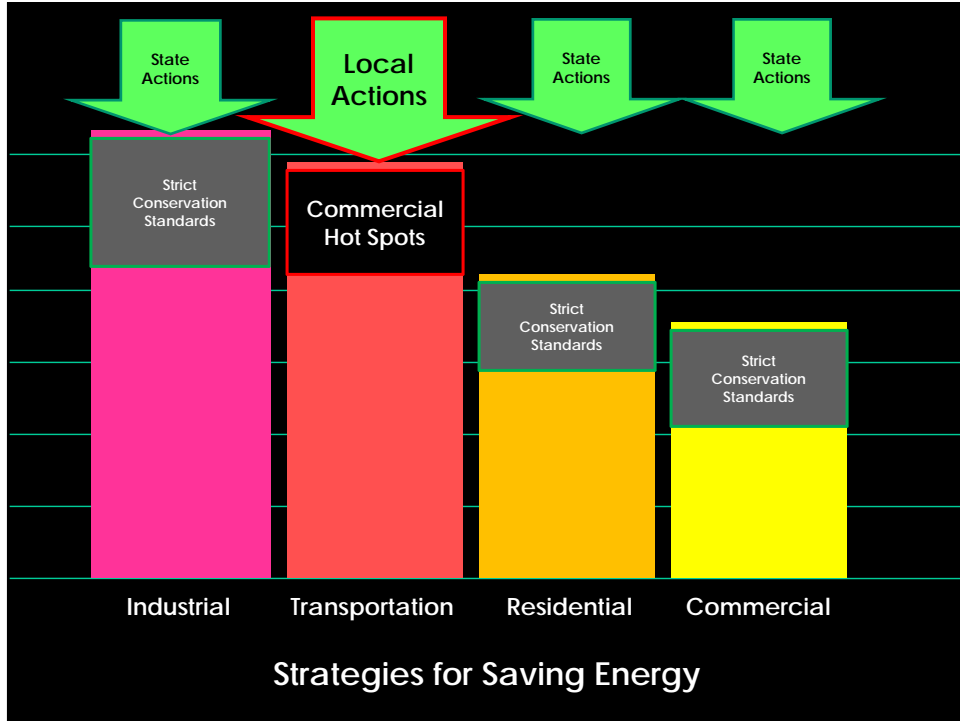 State
Actions
Local
Actions
State
Actions
State
Actions
Strict
Conservation
Standards
Commercial
Hot Spots
Strict
Conservation
Standards
Strict
Conservation
Standards
Industrial
Transportation
Residential
Commercial
Strategies for Saving Energy